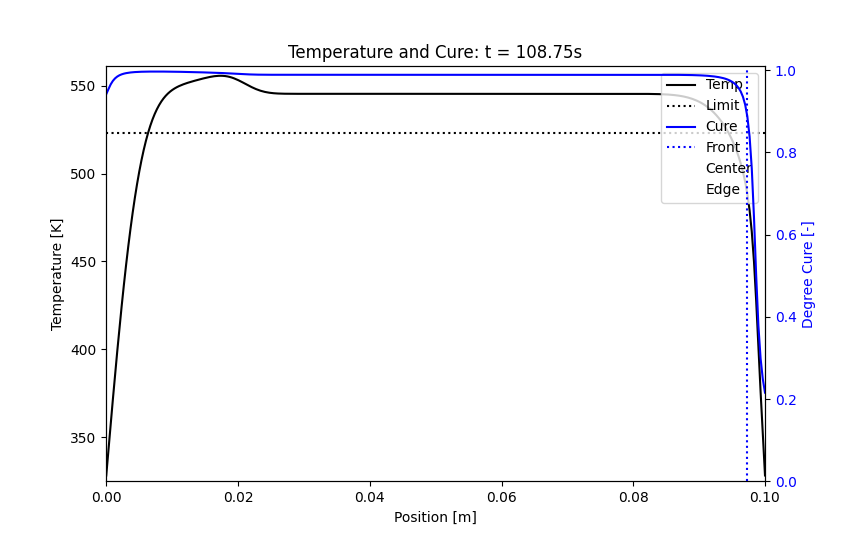 Temperature and Cure: t = 108.75s
550
500
450
400
350
Temperature [K]
1.0
0.8
0.6
0.4
0.2
0.0
Degree Cure [-]
Temp
Limit
Cure
Front
Center
Edge
0.00 0.02 0.04 0.06 0.08 0.10
Position [m]